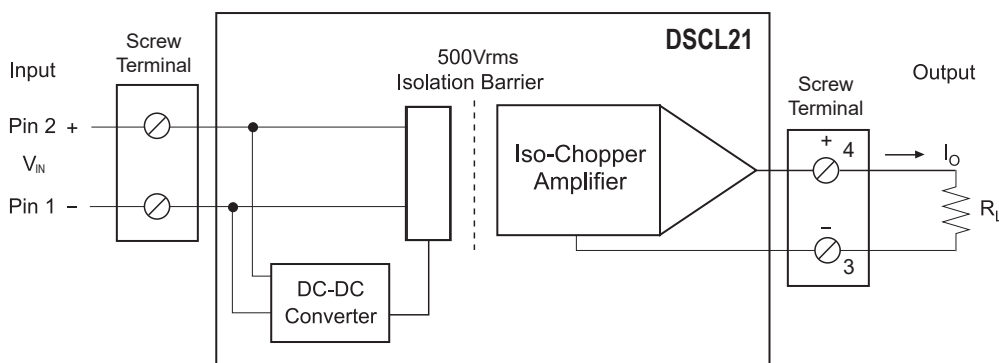 DSCL21
Screw
Terminal
500Vrms
Isolation Barrier
Input
Output
Screw
Terminal
Pin 2 +
V_IN
Pin 1 –
Iso-Chopper
Amplifier
+
4
I_O
R_L
–
3
DC-DC
Converter